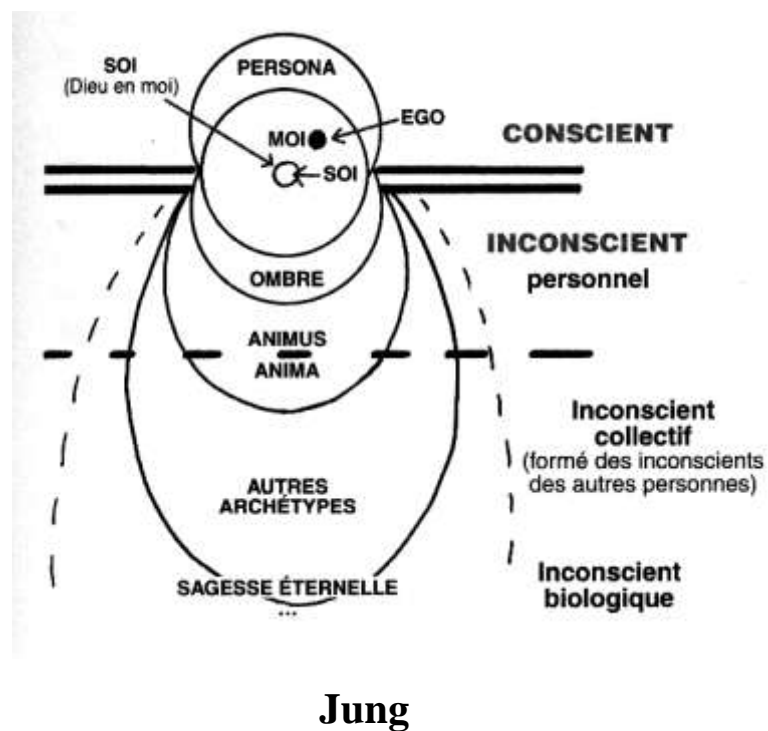 SOI
(Dieu en moi)
PERSONA
EGO
MOI
CONSCIENT
SOI
INCONSCIENT
personnel
OMBRE
ANIMUS
ANIMA
Inconscient
collectif
(formé des inconscients
des autres personnes)
AUTRES
ARCHÉTYPES
SAGESSE ÉTERNELLE
...
Inconscient
biologique
Jung